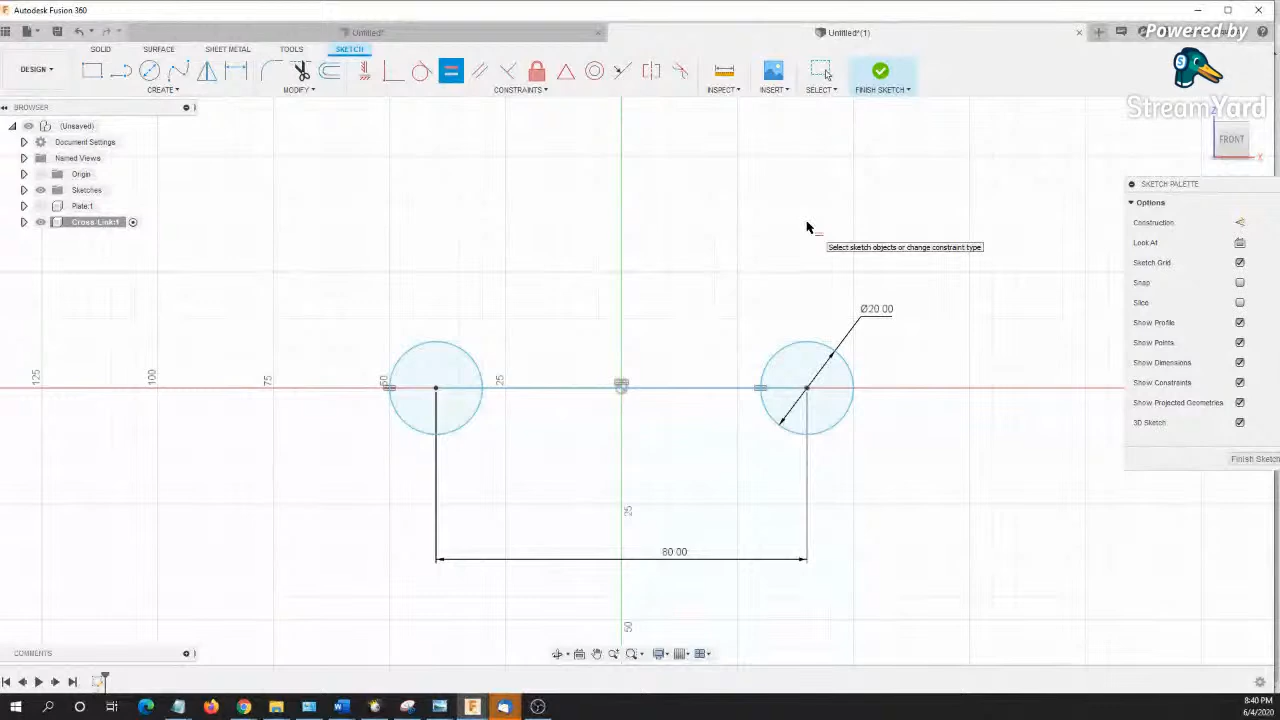 Autodesk Fusion 360
Untitled*
Untitled*(1)
Powered by
StreamYard
SOLID
SURFACE
SHEET METAL
TOOLS
SKETCH
DESIGN
CREATE
MODIFY
CONSTRAINTS
INSPECT
INSERT
SELECT
FINISH SKETCH
BROWSER
(Unsaved)
Document Settings
Named Views
Origin
Sketches
Plate:1
Cross Link:1
Z
FRONT
X
SKETCH PALETTE
Options
Construction
Look At
Sketch Grid
Snap
Slice
Show Profile
Show Points
Show Dimensions
Show Constraints
Show Projected Geometries
3D Sketch
Finish Sketch
Select sketch objects or change constraint type
Ø20.00
125
100
75
50
25
25
80.00
50
COMMENTS
8:40 PM
6/4/2020